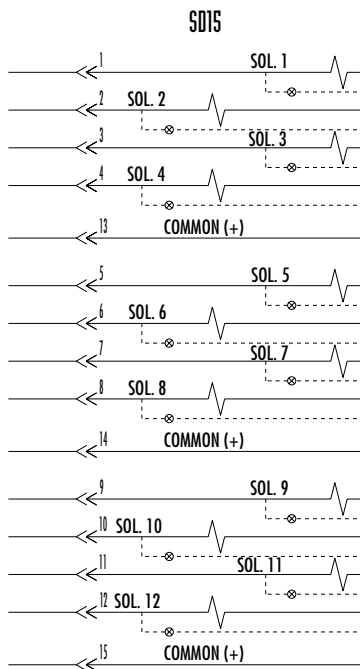 SD15
1 SOL. 1
2 SOL. 2
3 SOL. 3
4 SOL. 4
13 COMMON (+)
5 SOL. 5
6 SOL. 6
7 SOL. 7
8 SOL. 8
14 COMMON (+)
9 SOL. 9
10 SOL. 10
11 SOL. 11
12 SOL. 12
15 COMMON (+)